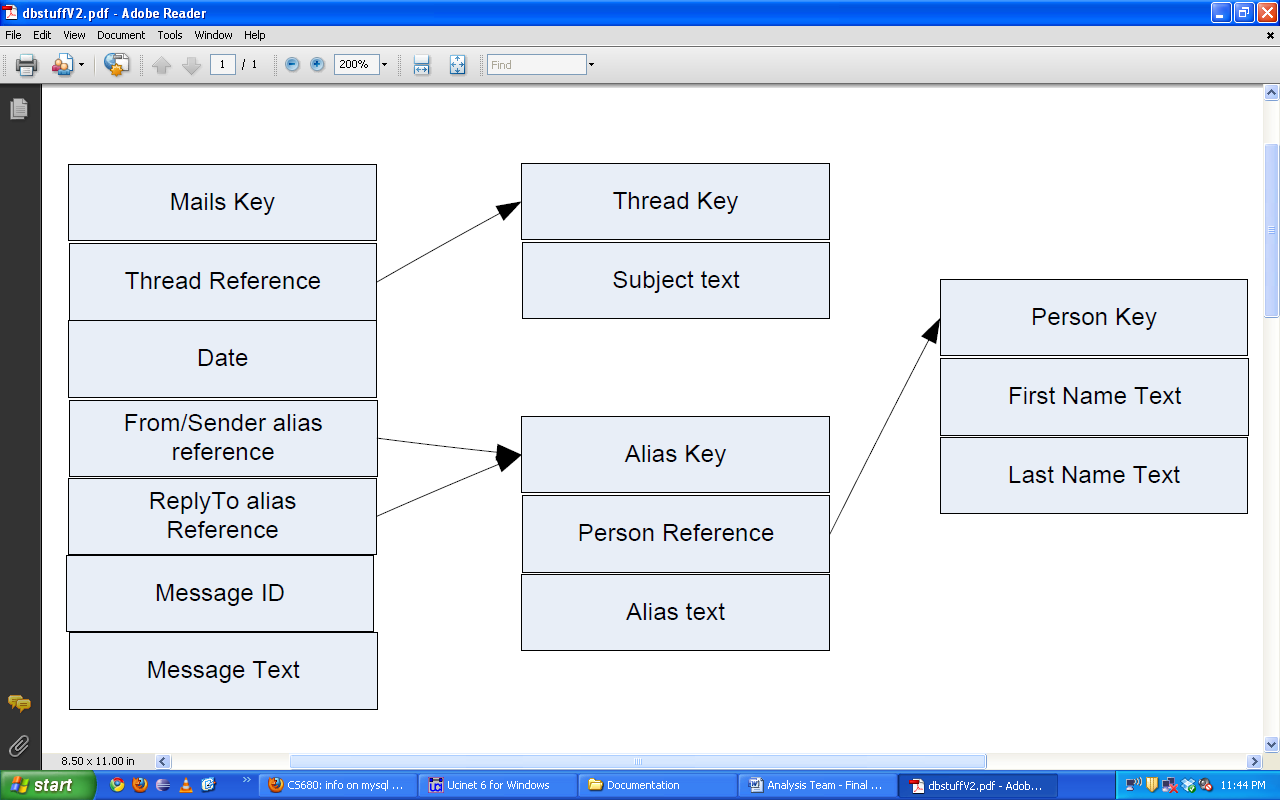 dbstuffV2.pdf - Adobe Reader
File Edit View Document Tools Window Help
1 / 1 200% Find
Mails Key
Thread Reference
Date
From/Sender alias
reference
ReplyTo alias
Reference
Message ID
Message Text
Thread Key
Subject text
Alias Key
Person Reference
Alias text
Person Key
First Name Text
Last Name Text
8.50 x 11.00 in
start CS680: info on mysql ... Ucinet 6 for Windows Documentation Analysis Team - Final ... dbstuffV2.pdf - Adob... 11:44 PM